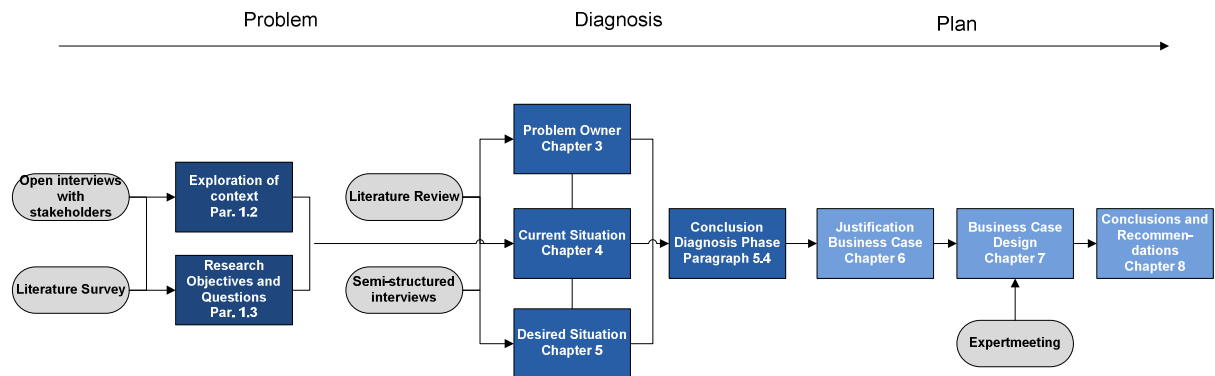 Problem
Diagnosis
Plan
Open interviews
with
stakeholders
Literature Survey
Exploration of
context
Par. 1.2
Research
Objectives and
Questions
Par. 1.3
Literature Review
Semi-structured
interviews
Problem Owner
Chapter 3
Current Situation
Chapter 4
Desired Situation
Chapter 5
Conclusion
Diagnosis Phase
Paragraph 5.4
Justification
Business Case
Chapter 6
Business Case
Design
Chapter 7
Expertmeeting
Conclusions and
Recommen-
dations
Chapter 8